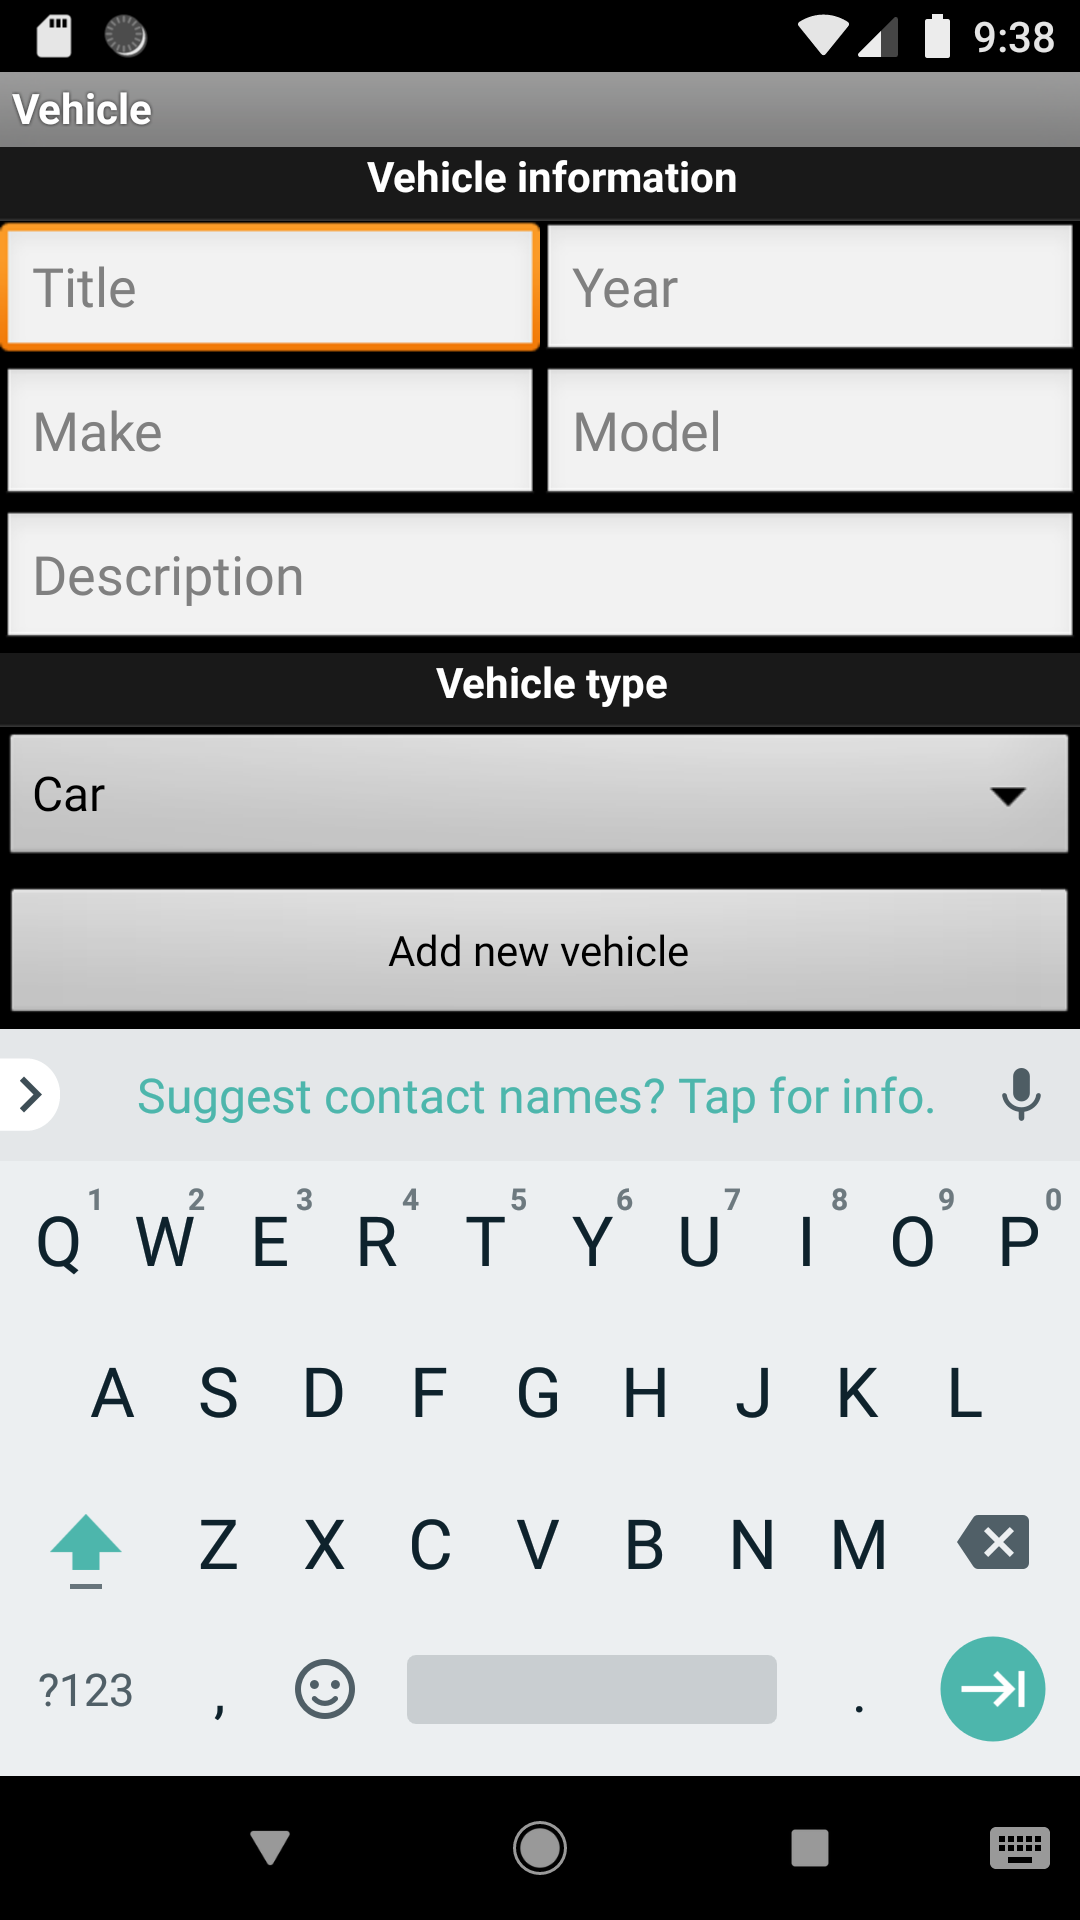 9:38
Vehicle
Vehicle information
Title Year
Make Model
Description
Vehicle type
Car
Add new vehicle
Suggest contact names? Tap for info.
1 2 3 4 5 6 7 8 9 0
Q W E R T Y U I O P
A S D F G H J K L
Z X C V B N M
?123 , .